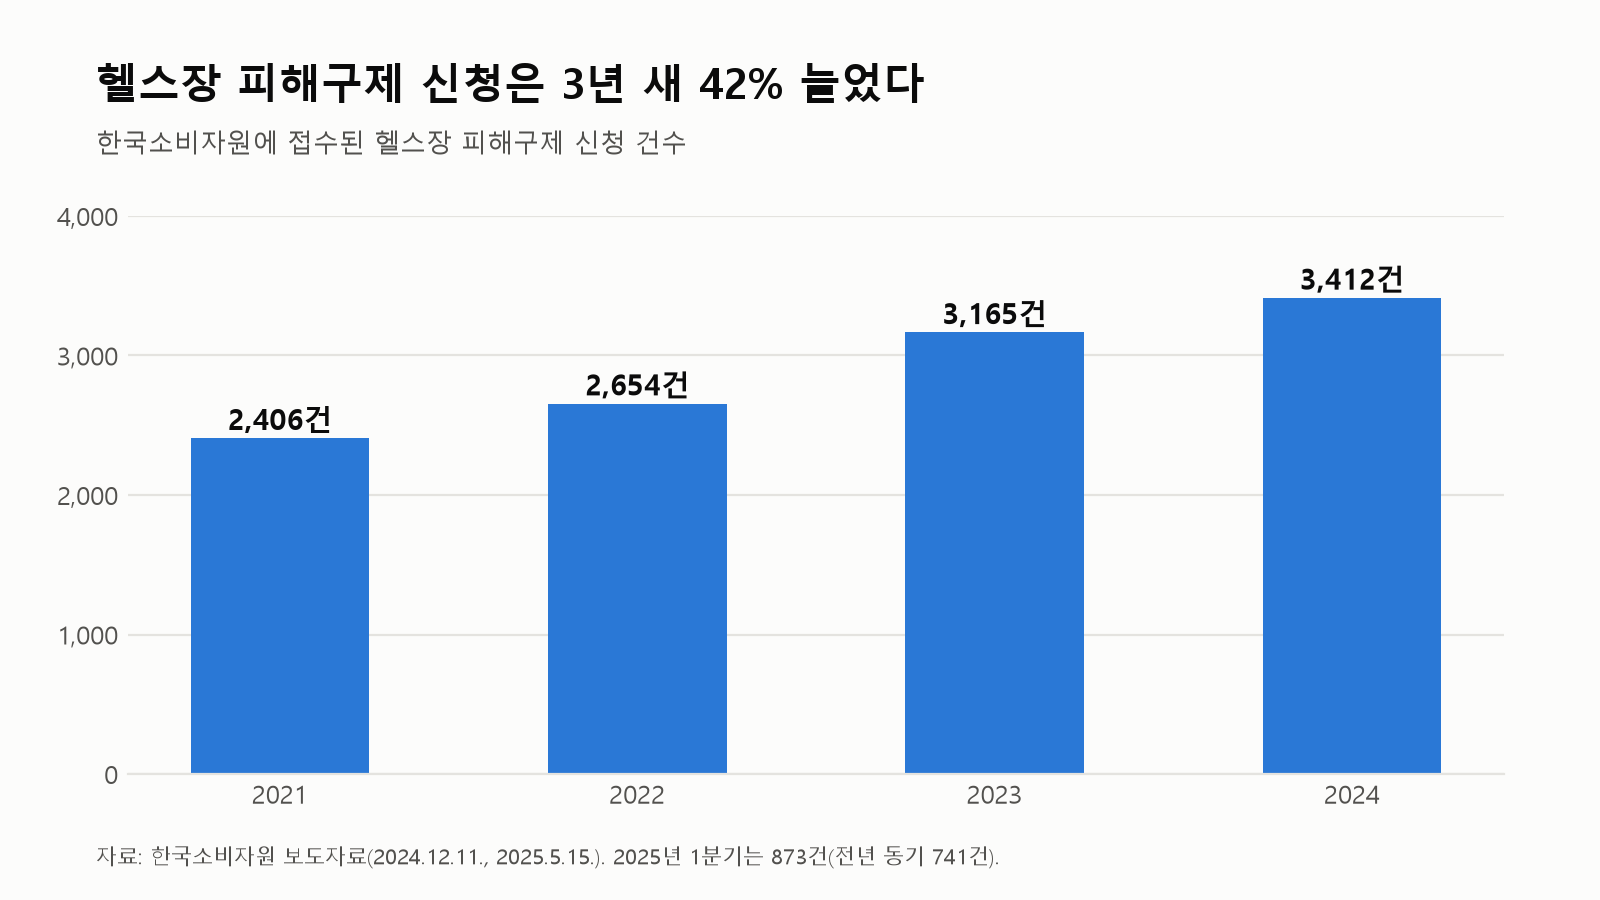 헬스장 피해구제 신청은 3년 새 42% 늘었다
한국소비자원에 접수된 헬스장 피해구제 신청 건수
4,000
3,412건
3,165건
3,000
2,654건
2,406건
2,000
1,000
0
2021 2022 2023 2024
자료: 한국소비자원 보도자료(2024.12.11., 2025.5.15.). 2025년 1분기는 873건(전년 동기 741건).